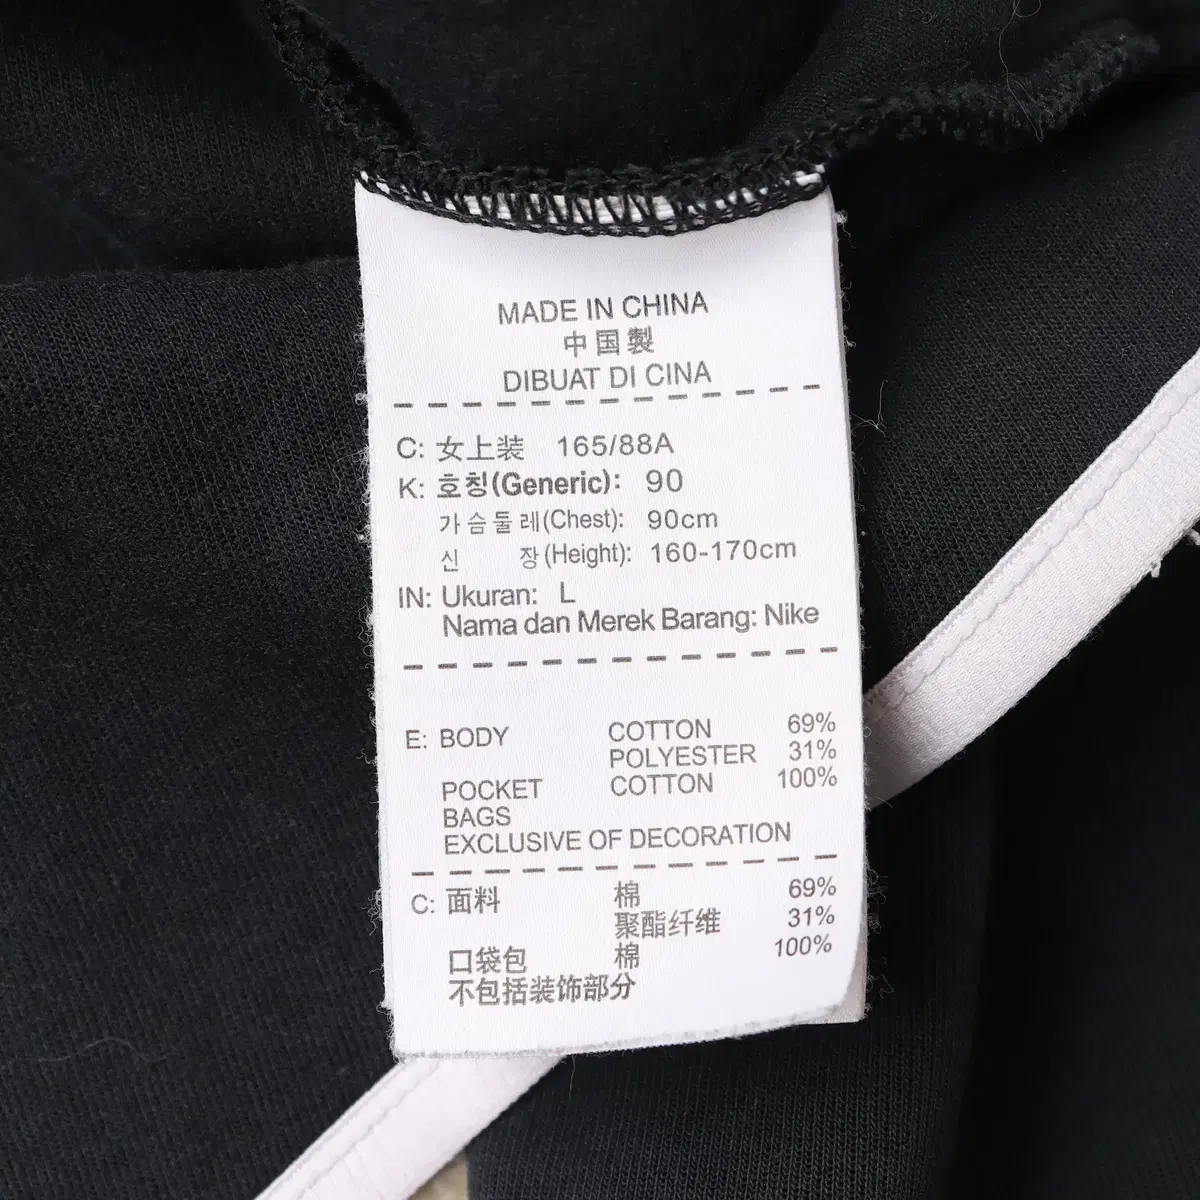 MADE IN CHINA
中国製
DIBUAT DI CINA
C: 女上装 165/88A
K: 호칭(Generic): 90
가슴둘레(Chest): 90cm
신 장(Height): 160-170cm
IN: Ukuran: L
Nama dan Merek Barang: Nike
E: BODY COTTON 69%
POLYESTER 31%
POCKET COTTON 100%
BAGS
EXCLUSIVE OF DECORATION
C: 面料 棉 69%
聚酯纤维 31%
口袋包 棉 100%
不包括装饰部分